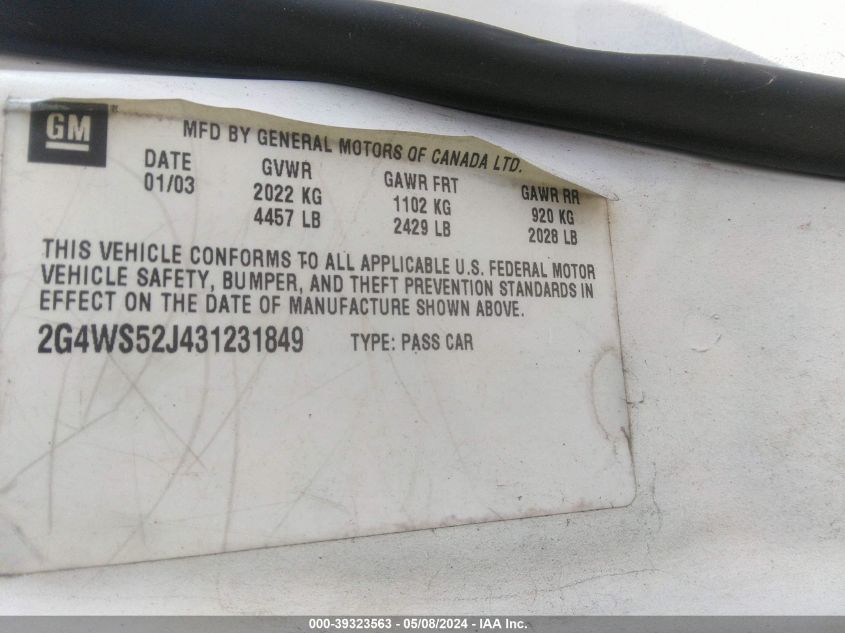 GM
MFD BY GENERAL MOTORS OF CANADA LTD.
DATE GVWR GAWR FRT GAWR RR
01/03 2022 KG 1102 KG 920 KG
4457 LB 2429 LB 2028 LB
THIS VEHICLE CONFORMS TO ALL APPLICABLE U.S. FEDERAL MOTOR
VEHICLE SAFETY, BUMPER, AND THEFT PREVENTION STANDARDS IN
EFFECT ON THE DATE OF MANUFACTURE SHOWN ABOVE.
2G4WS52J431231849 TYPE: PASS CAR
000-39323563 - 05/08/2024 - IAA Inc.